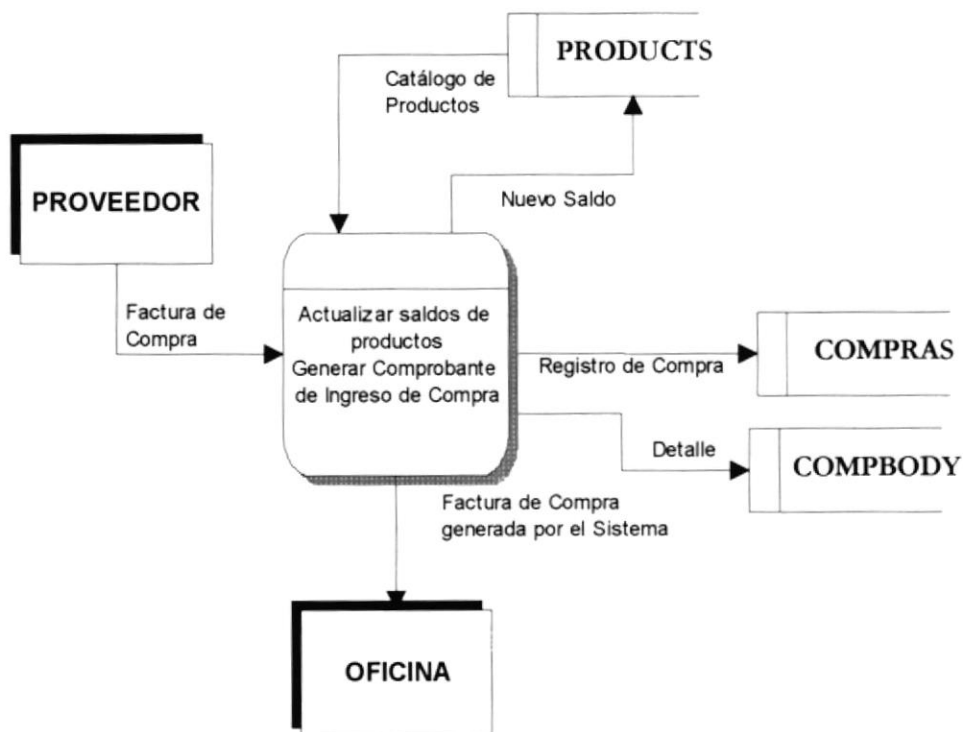 PRODUCTS
Catálogo de
Productos
PROVEEDOR
Nuevo Saldo
Factura de
Compra
Actualizar saldos de
productos
Generar Comprobante
de Ingreso de Compra
Registro de Compra
COMPRAS
Detalle
COMPBODY
Factura de Compra
generada por el Sistema
OFICINA